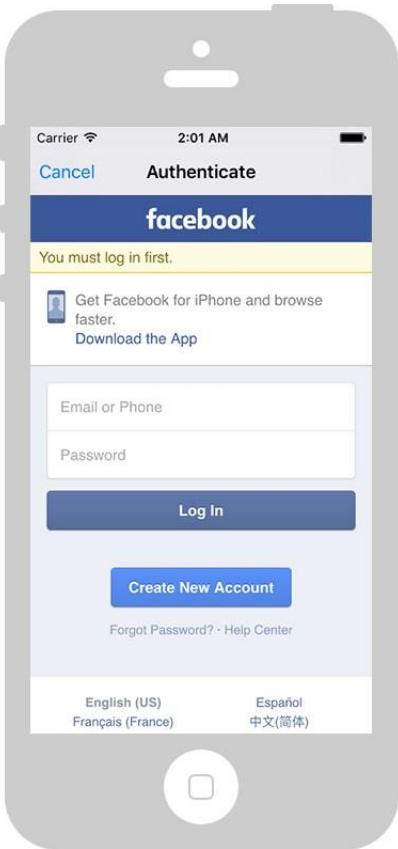 Carrier 2:01 AM
Cancel Authenticate
facebook
You must log in first.
Get Facebook for iPhone and browse
faster.
Download the App
Email or Phone
Password
Log In
Create New Account
Forgot Password? · Help Center
English (US) Español
Français (France) 中文(简体)